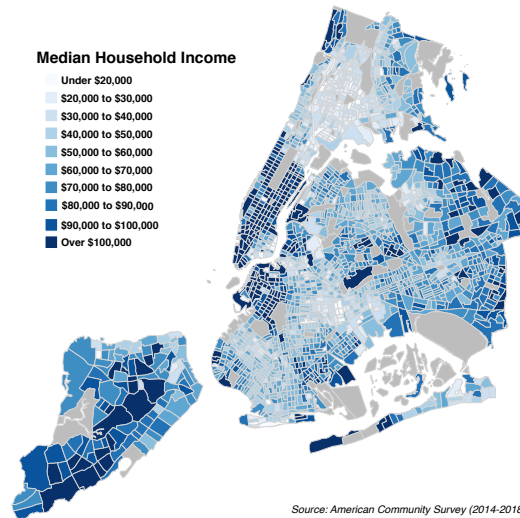 Median Household Income
Under $20,000
$20,000 to $30,000
$30,000 to $40,000
$40,000 to $50,000
$50,000 to $60,000
$60,000 to $70,000
$70,000 to $80,000
$80,000 to $90,000
$90,000 to $100,000
Over $100,000
Source: American Community Survey (2014-2018